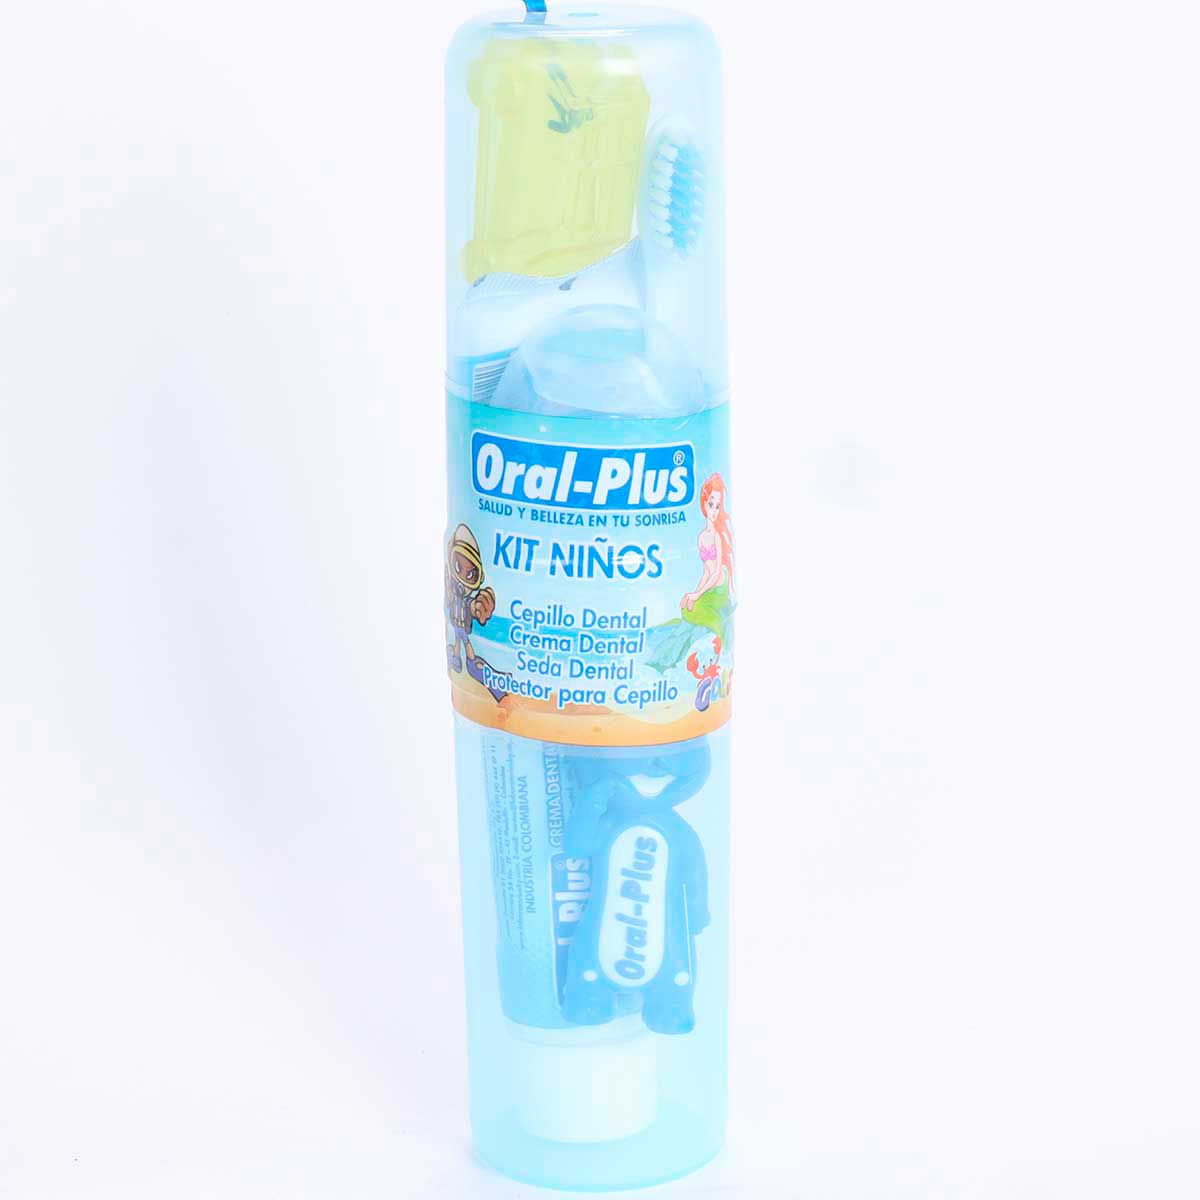 Oral-Plus®
SALUD Y BELLEZA EN TU SONRISA
KIT NIÑOS
Cepillo Dental
Crema Dental
Seda Dental
Protector para Cepillo
INDUSTRIA COLOMBIANA
CREMA DENTAL
Plus®
Oral-Plus